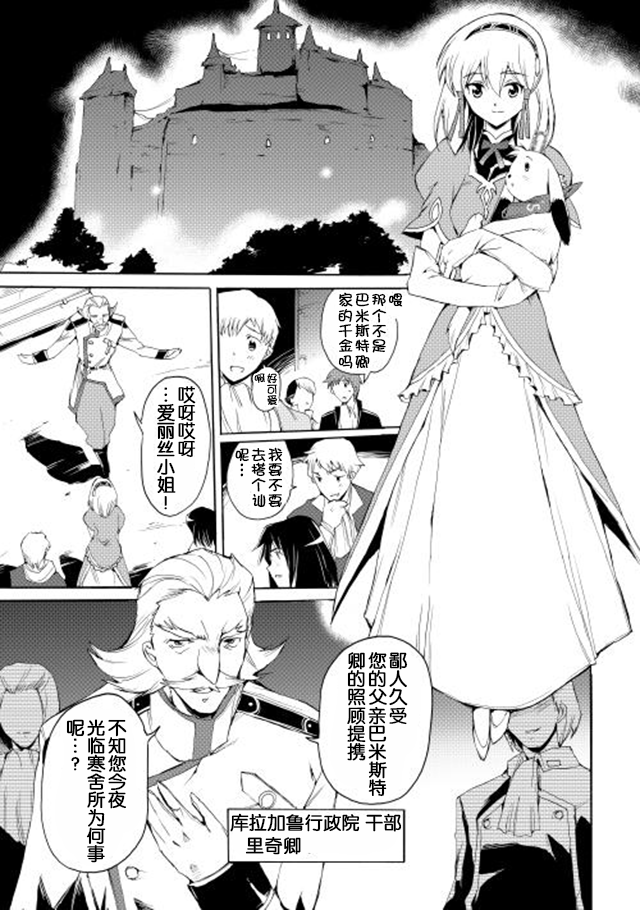 喂
那个不是
巴米斯特卿
家的千金吗
好可爱
啊
我要不要
去搭个讪
呢…
哎呀哎呀
…爱丽丝小姐！
鄙人久受
您的父亲巴米斯特
卿的照顾提携
不知您今夜
光临寒舍所为何事
呢…？
库拉加鲁行政院 干部
里奇卿